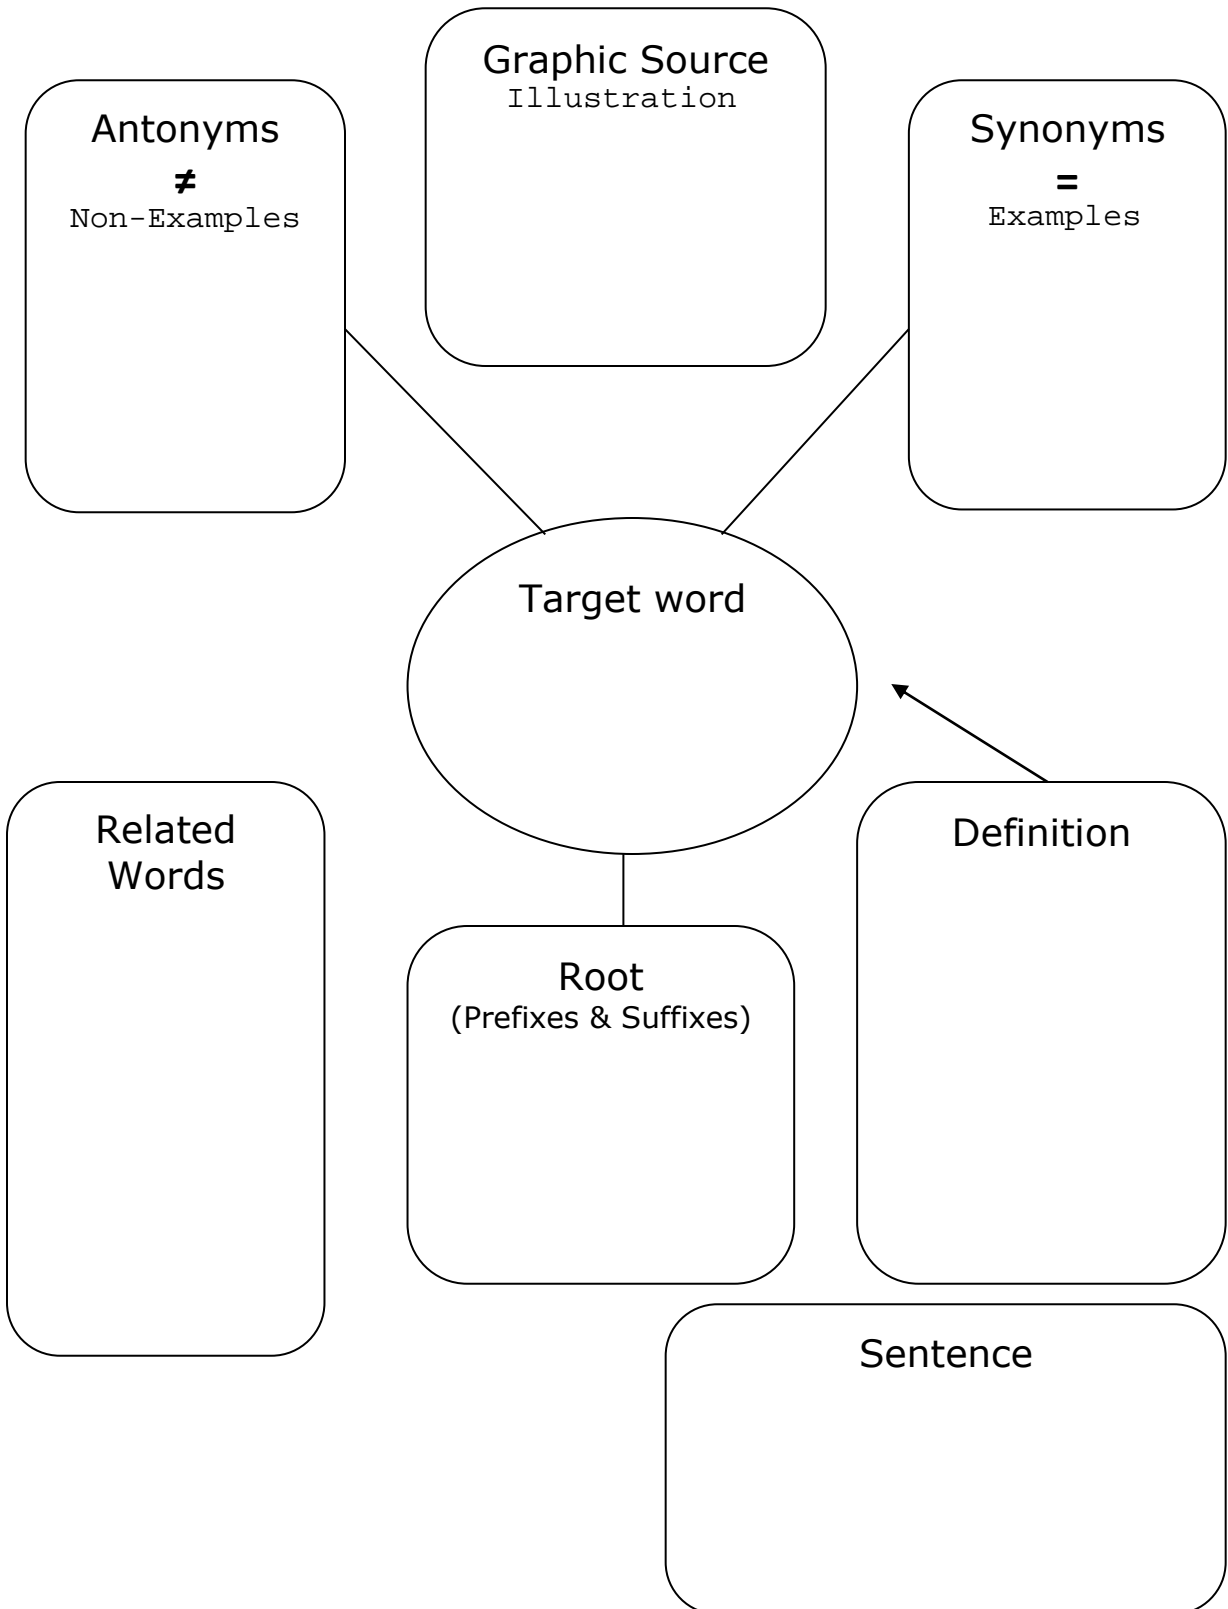 Graphic Source
Illustration
Antonyms
≠
Non-Examples
Synonyms
=
Examples
Target word
Related
Words
Definition
Root
(Prefixes & Suffixes)
Sentence